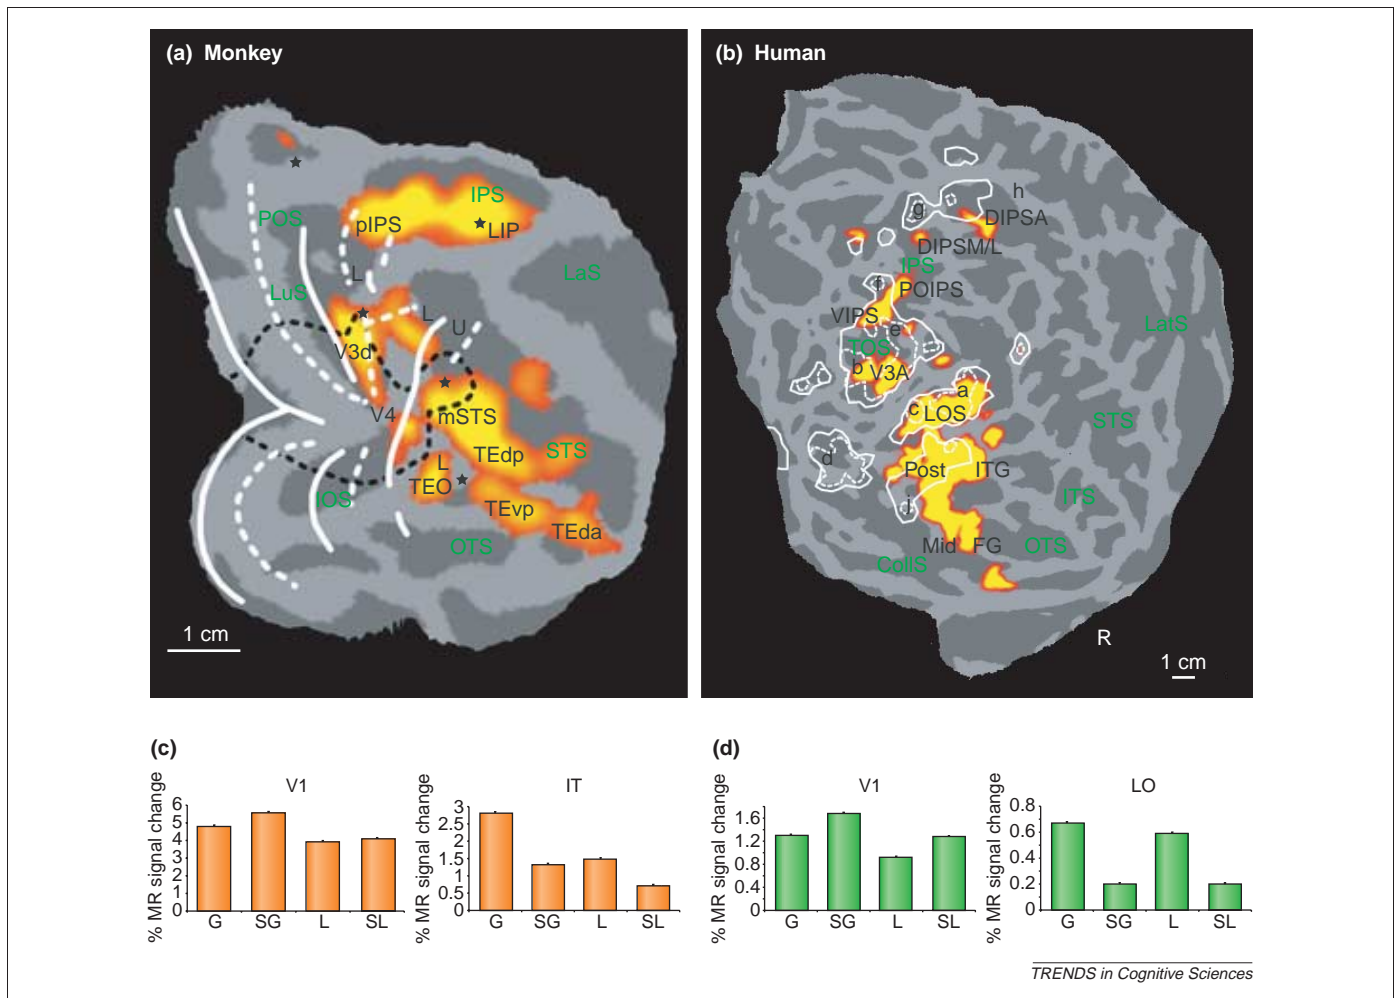 (a) Monkey
POS
LuS
pIPS
IPS
LIP
L
LaS
L
U
V3d
V4
mSTS
TEdp
STS
L
TEO
IOS
TEvp
TEda
OTS
1 cm
(b) Human
h
g
DIPSA
DIPSM/L
IPS
f
POIPS
VIPS
e
TOS
LatS
b
V3A
a
c
LOS
STS
d
Post
ITG
ITS
j
Mid
FG
OTS
CollS
R
1 cm
(c)
V1
% MR signal change
6
5
4
3
2
1
0
G SG L SL
IT
% MR signal change
3
2.5
2
1.5
1
0.5
0
G SG L SL
(d)
V1
% MR signal change
1.6
1.2
0.8
0.4
0
G SG L SL
LO
% MR signal change
0.8
0.6
0.4
0.2
0
G SG L SL
TRENDS in Cognitive Sciences